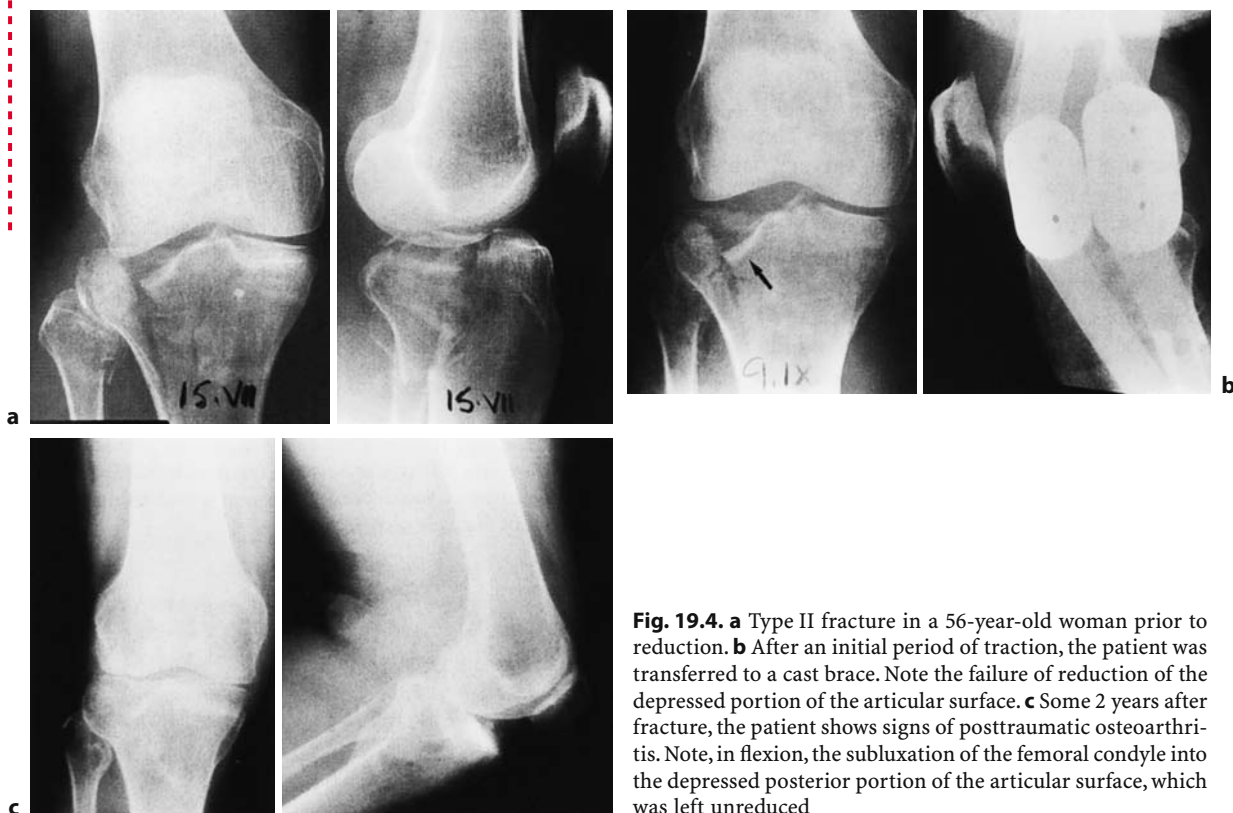 15.VII
15.VII
9.IX
a
b
c
Fig. 19.4. a Type II fracture in a 56-year-old woman prior to
reduction. b After an initial period of traction, the patient was
transferred to a cast brace. Note the failure of reduction of the
depressed portion of the articular surface. c Some 2 years after
fracture, the patient shows signs of posttraumatic osteoarthri-
tis. Note, in flexion, the subluxation of the femoral condyle into
the depressed posterior portion of the articular surface, which
was left unreduced